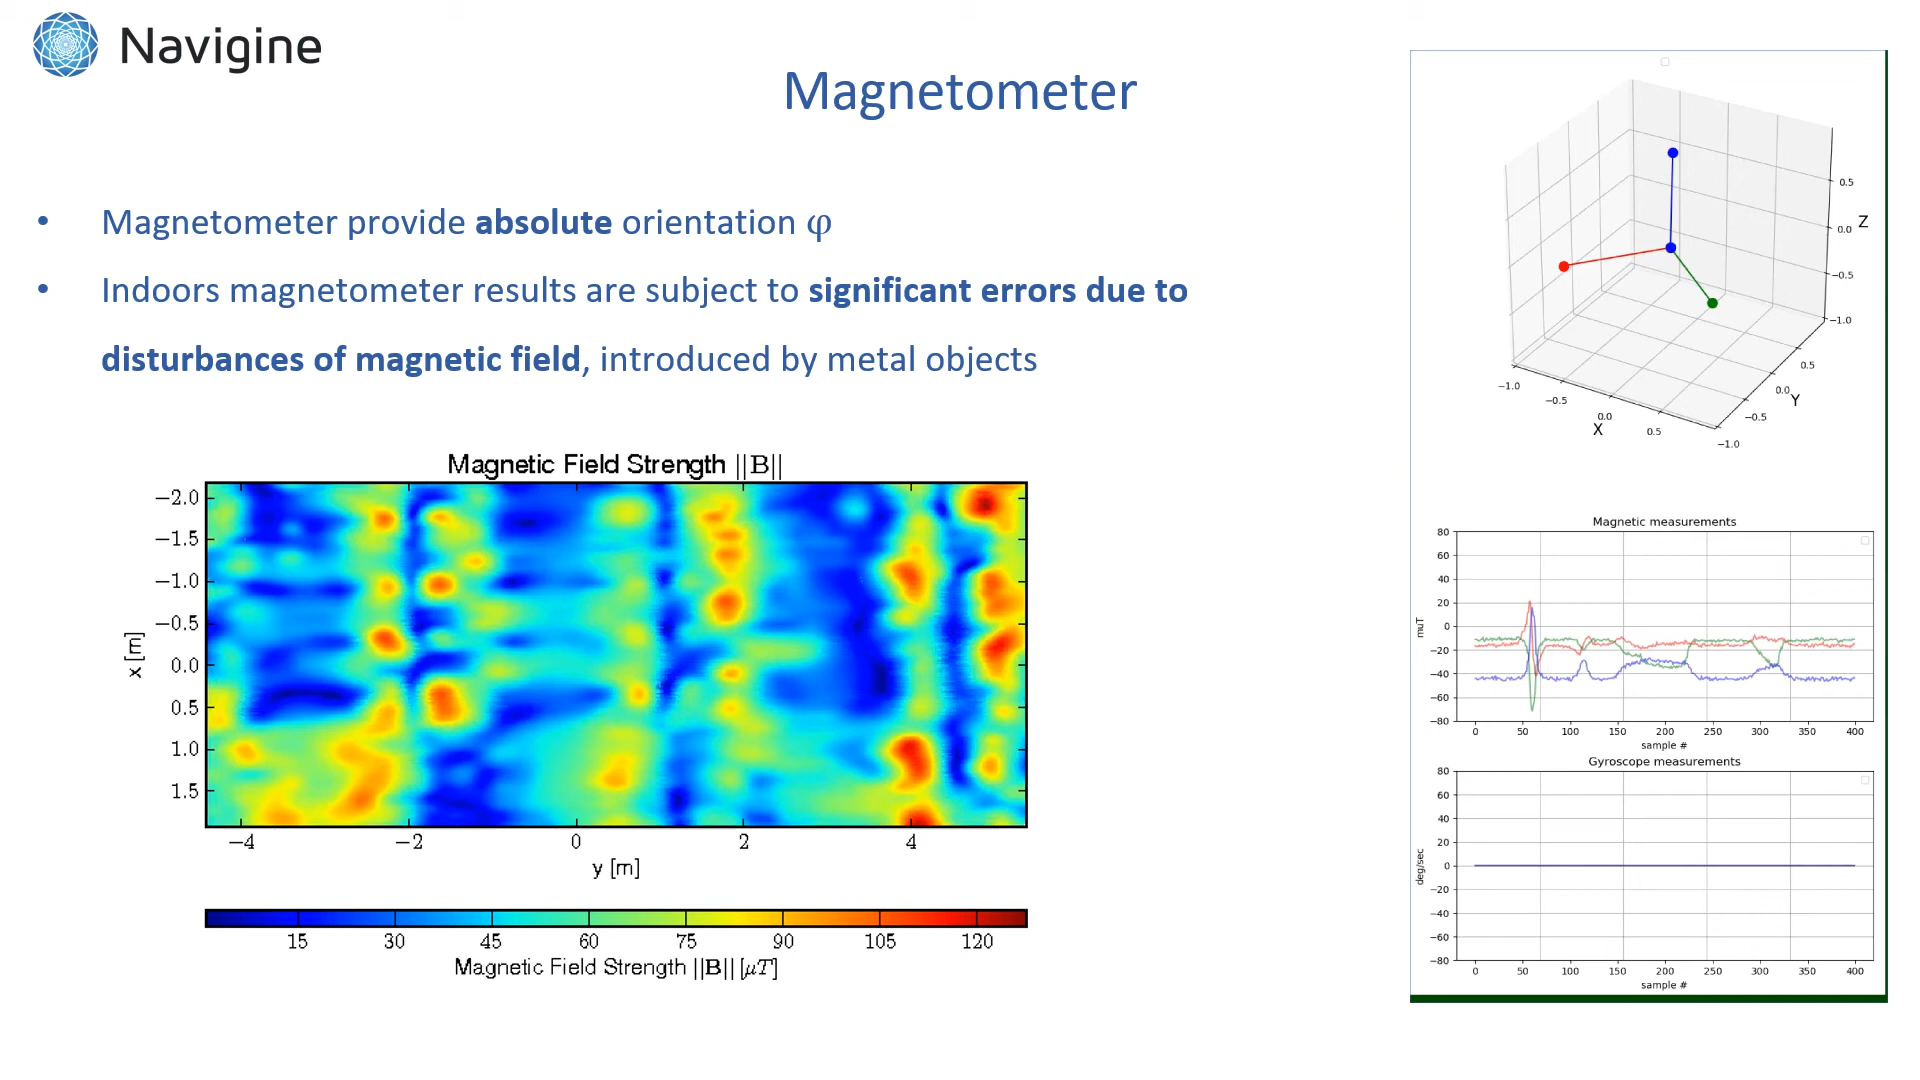 Navigine
Magnetometer
• Magnetometer provide absolute orientation φ
• Indoors magnetometer results are subject to significant errors due to
disturbances of magnetic field, introduced by metal objects
Magnetic Field Strength ||B||
−2.0
−1.5
−1.0
−0.5
0.0
0.5
1.0
1.5
x [m]
−4 −2 0 2 4
y [m]
15 30 45 60 75 90 105 120
Magnetic Field Strength ||B|| [μT]
0.5
0.0
−0.5
−1.0
Z
−1.0 −0.5 0.0 0.5
X
0.5
0.0
−0.5
−1.0
Y
Magnetic measurements
80
60
40
20
0
−20
−40
−60
−80
muT
0 50 100 150 200 250 300 350 400
sample #
Gyroscope measurements
80
60
40
20
0
−20
−40
−60
−80
deg/sec
0 50 100 150 200 250 300 350 400
sample #